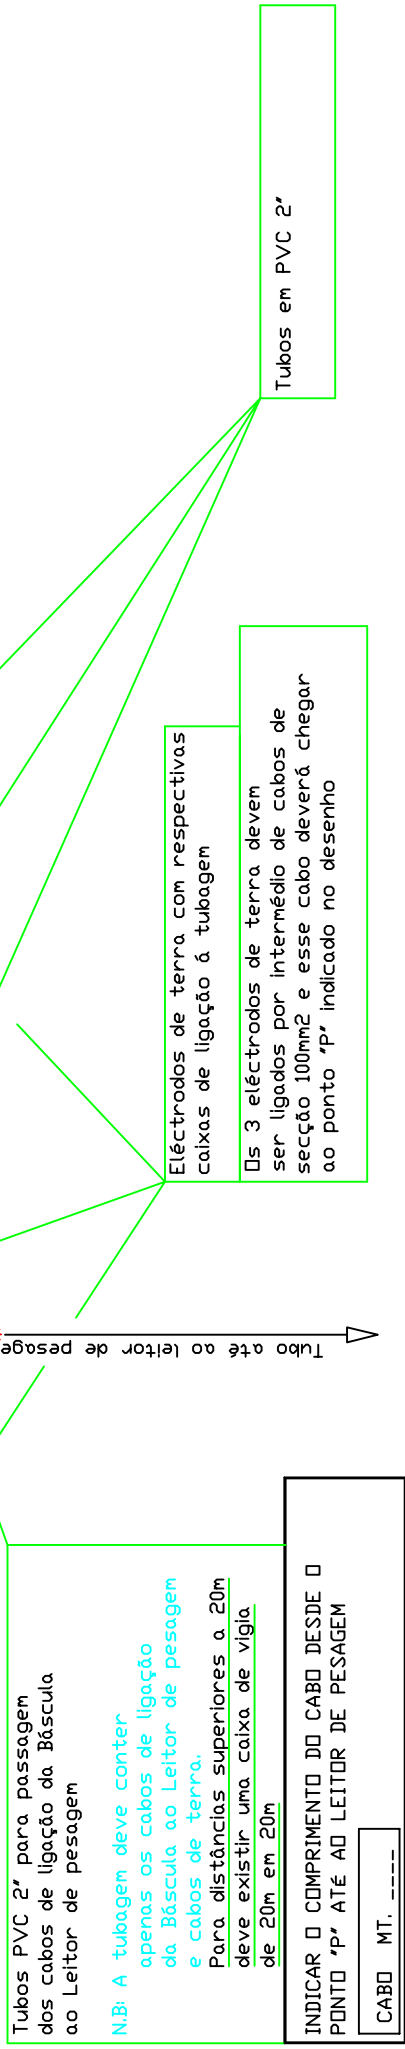 Tubos PVC 2" para passagem
dos cabos de ligação da Báscula
ao Leitor de pesagem
N.B: A tubagem deve conter
apenas os cabos de ligação
da Báscula ao Leitor de pesagem
e cabos de terra.
Para distâncias superiores a 20m
deve existir uma caixa de vigia
de 20m em 20m
INDICAR O COMPRIMENTO DO CABO DESDE O
PONTO "P" ATÉ AO LEITOR DE PESAGEM
CABO MT. ----
Tubo até ao leitor de pesage
Eléctrodos de terra com respectivas
caixas de ligação á tubagem
Os 3 eléctrodos de terra devem
ser ligados por intermédio de cabos de
secção 100mm2 e esse cabo deverá chegar
ao ponto "P" indicado no desenho
Tubos em PVC 2"